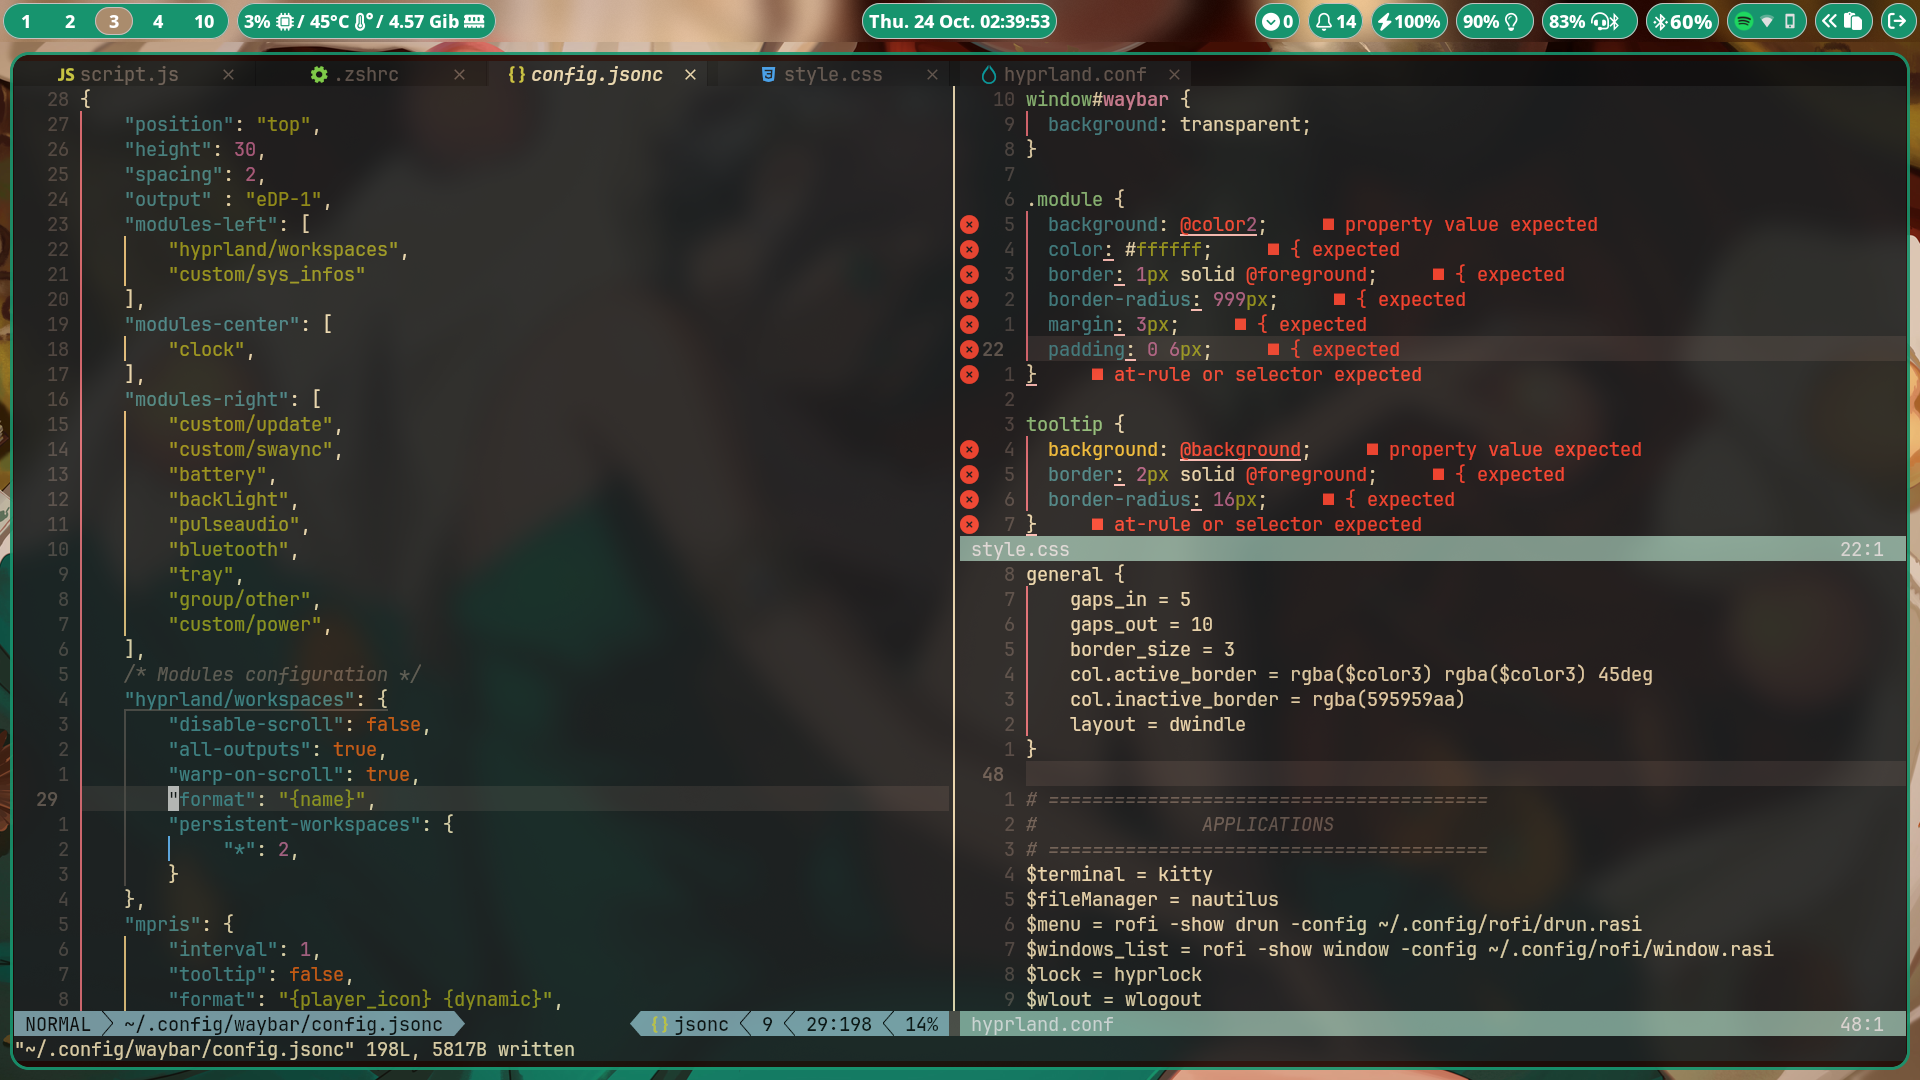 1 2 3 4 10 3% / 45°C / 4.57 Gib Thu. 24 Oct. 02:39:53 0 14 100% 90% 83% 60%
JS script.js × .zshrc × {} config.jsonc × style.css × hyprland.conf ×
28 {
27 "position": "top",
26 "height": 30,
25 "spacing": 2,
24 "output" : "eDP-1",
23 "modules-left": [
22 "hyprland/workspaces",
21 "custom/sys_infos"
20 ],
19 "modules-center": [
18 "clock",
17 ],
16 "modules-right": [
15 "custom/update",
14 "custom/swaync",
13 "battery",
12 "backlight",
11 "pulseaudio",
10 "bluetooth",
9 "tray",
8 "group/other",
7 "custom/power",
6 ],
5 /* Modules configuration */
4 "hyprland/workspaces": {
3 "disable-scroll": false,
2 "all-outputs": true,
1 "warp-on-scroll": true,
29 "format": "{name}",
1 "persistent-workspaces": {
2 "*": 2,
3 }
4 },
5 "mpris": {
6 "interval": 1,
7 "tooltip": false,
8 "format": "{player_icon} {dynamic}",
NORMAL ~/.config/waybar/config.jsonc {} jsonc 9 29:198 14%
"~/.config/waybar/config.jsonc" 198L, 5817B written
10 window#waybar {
9 background: transparent;
8 }
7
6 .module {
5 background: @color2; ■ property value expected
4 color: #ffffff; ■ { expected
3 border: 1px solid @foreground; ■ { expected
2 border-radius: 999px; ■ { expected
1 margin: 3px; ■ { expected
22 padding: 0 6px; ■ { expected
1 } ■ at-rule or selector expected
2
3 tooltip {
4 background: @background; ■ property value expected
5 border: 2px solid @foreground; ■ { expected
6 border-radius: 16px; ■ { expected
7 } ■ at-rule or selector expected
style.css 22:1
8 general {
7 gaps_in = 5
6 gaps_out = 10
5 border_size = 3
4 col.active_border = rgba($color3) rgba($color3) 45deg
3 col.inactive_border = rgba(595959aa)
2 layout = dwindle
1 }
48
1 # ========================================
2 # APPLICATIONS
3 # ========================================
4 $terminal = kitty
5 $fileManager = nautilus
6 $menu = rofi -show drun -config ~/.config/rofi/drun.rasi
7 $windows_list = rofi -show window -config ~/.config/rofi/window.rasi
8 $lock = hyprlock
9 $wlout = wlogout
hyprland.conf 48:1